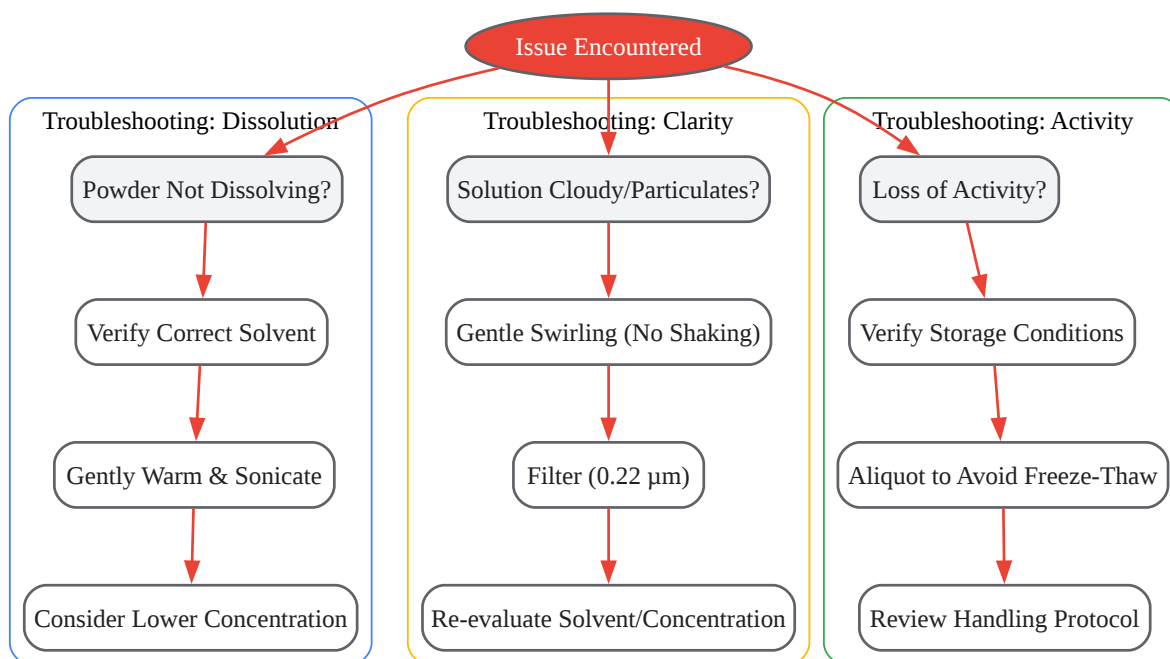 Issue Encountered
Troubleshooting: Dissolution
Powder Not Dissolving?
Verify Correct Solvent
Gently Warm & Sonicate
Consider Lower Concentration
Troubleshooting: Clarity
Solution Cloudy/Particulates?
Gentle Swirling (No Shaking)
Filter (0.22 µm)
Re-evaluate Solvent/Concentration
Troubleshooting: Activity
Loss of Activity?
Verify Storage Conditions
Aliquot to Avoid Freeze-Thaw
Review Handling Protocol